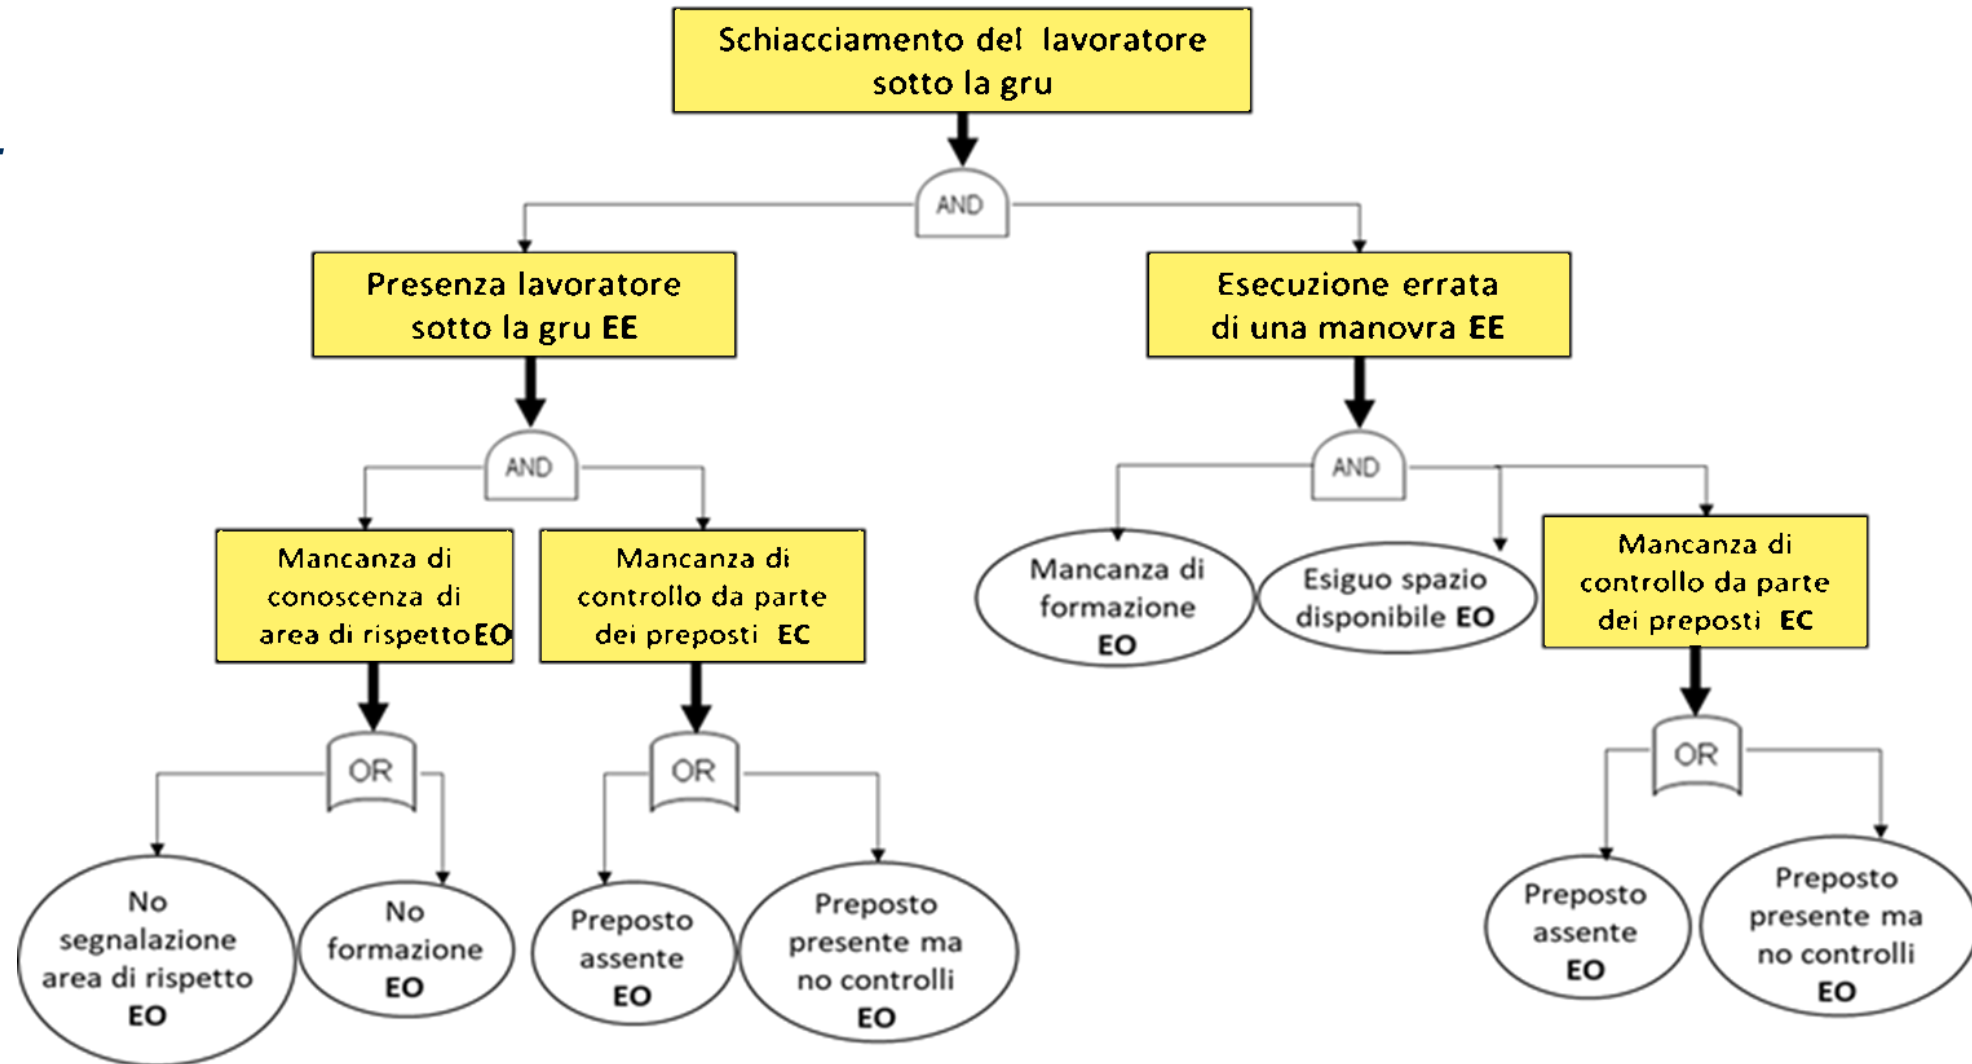 Schiacciamento del lavoratore
sotto la gru
AND
Presenza lavoratore
sotto la gru EE
Esecuzione errata
di una manovra EE
AND
AND
Mancanza di
conoscenza di
area di rispetto EO
Mancanza di
controllo da parte
dei preposti EC
Mancanza di
formazione
EO
Esiguo spazio
disponibile EO
Mancanza di
controllo da parte
dei preposti EC
OR
OR
OR
No
segnalazione
area di rispetto
EO
No
formazione
EO
Preposto
assente
EO
Preposto
presente ma
no controlli
EO
Preposto
assente
EO
Preposto
presente ma
no controlli
EO